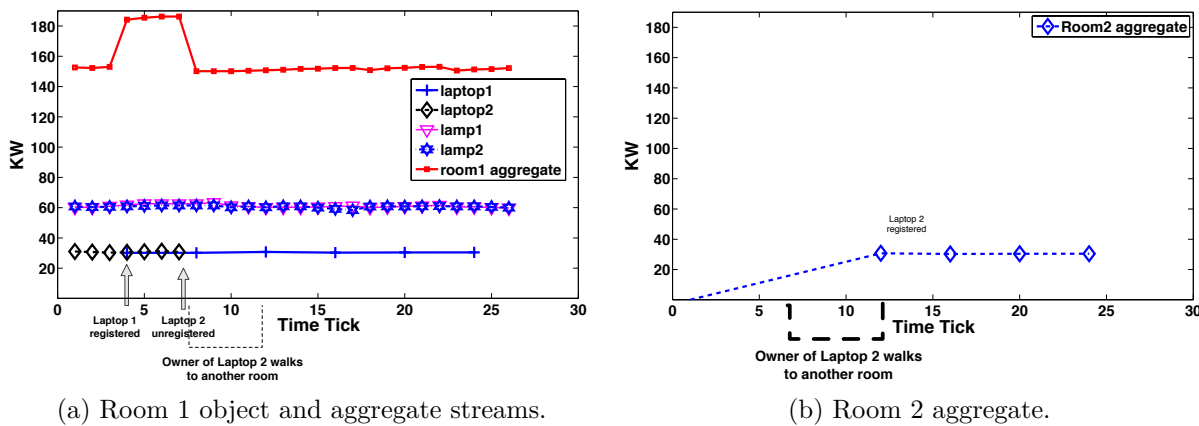 180
160
140
120
100
80
60
40
20
KW
0
5
10
15
20
25
30
Time Tick
laptop1
laptop2
lamp1
lamp2
room1 aggregate
Laptop 1
registered
Laptop 2
unregistered
Owner of Laptop 2 walks
to another room
(a) Room 1 object and aggregate streams.
180
160
140
120
100
80
60
40
20
KW
0
5
10
15
20
25
30
Time Tick
Room2 aggregate
Laptop 2
registered
Owner of Laptop 2 walks
to another room
(b) Room 2 aggregate.